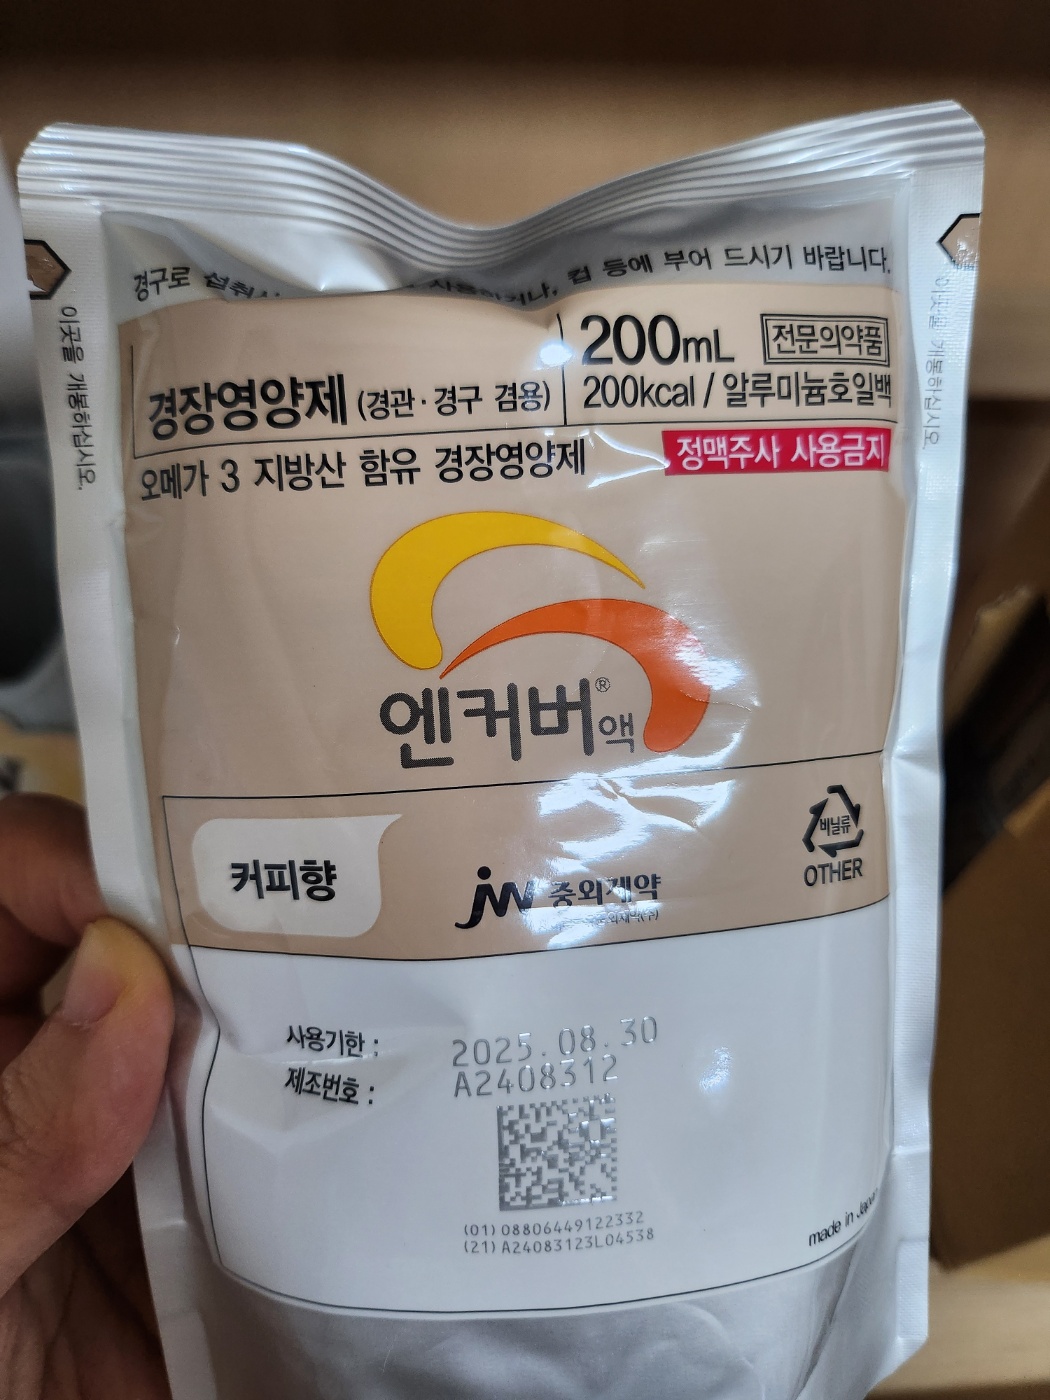 경구로 섭취시 사용하거나, 컵 등에 부어 드시기 바랍니다.
이곳을 개봉하십시오.
이곳을 개봉하십시오.
200mL 전문의약품
경장영양제 (경관·경구 겸용)
200kcal / 알루미늄호일백
오메가 3 지방산 함유 경장영양제
정맥주사 사용금지
엔커버® 액
커피향
jw 중외제약
비닐류
OTHER
사용기한 : 2025.08.30
제조번호 : A2408312
(01) 08806449122332
(21) A24083123L04538
made in Japan